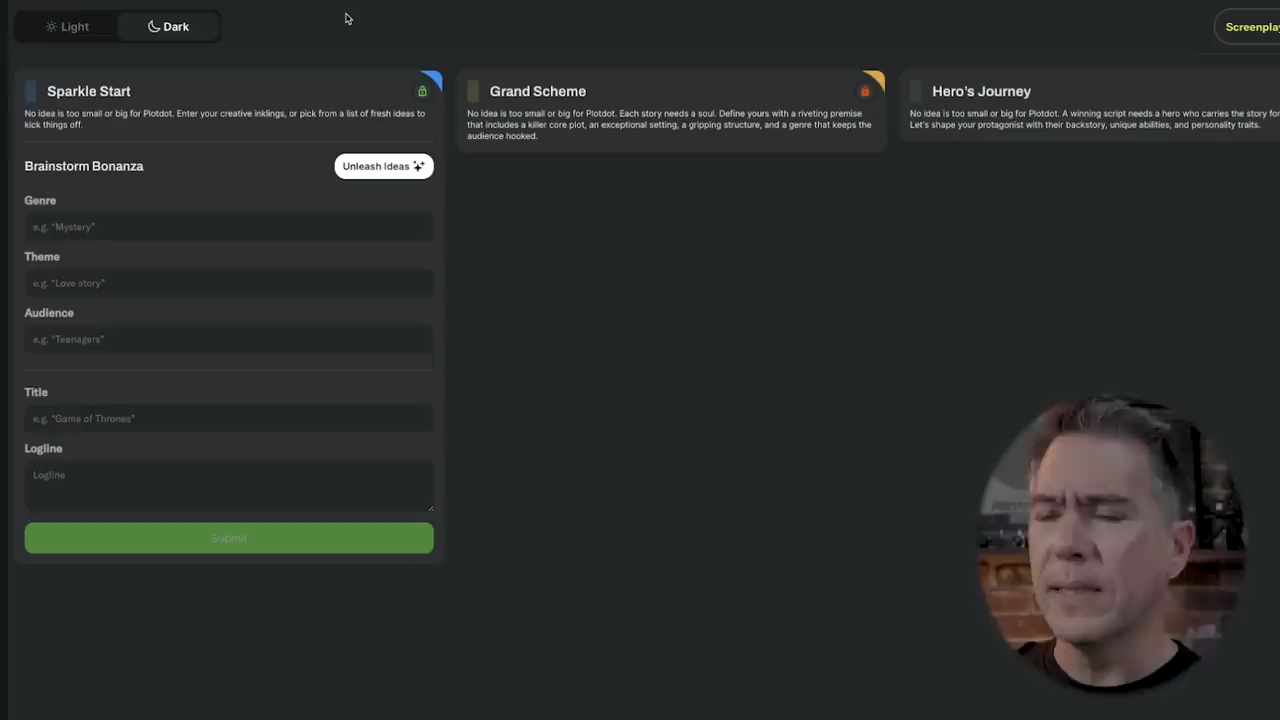 Light
Dark
Screenplay
Sparkle Start
No idea is too small or big for Plotdot. Enter your creative inklings, or pick from a list of fresh ideas to
kick things off.
Grand Scheme
No idea is too small or big for Plotdot. Each story needs a soul. Define yours with a riveting premise
that includes a killer core plot, an exceptional setting, a gripping structure, and a genre that keeps the
audience hooked.
Hero's Journey
No idea is too small or big for Plotdot. A winning script needs a hero who carries the story for
Let's shape your protagonist with their backstory, unique abilities, and personality traits.
Brainstorm Bonanza
Unleash Ideas
Genre
e.g. "Mystery"
Theme
e.g. "Love story"
Audience
e.g. "Teenagers"
Title
e.g. "Game of Thrones"
Logline
Logline
Submit